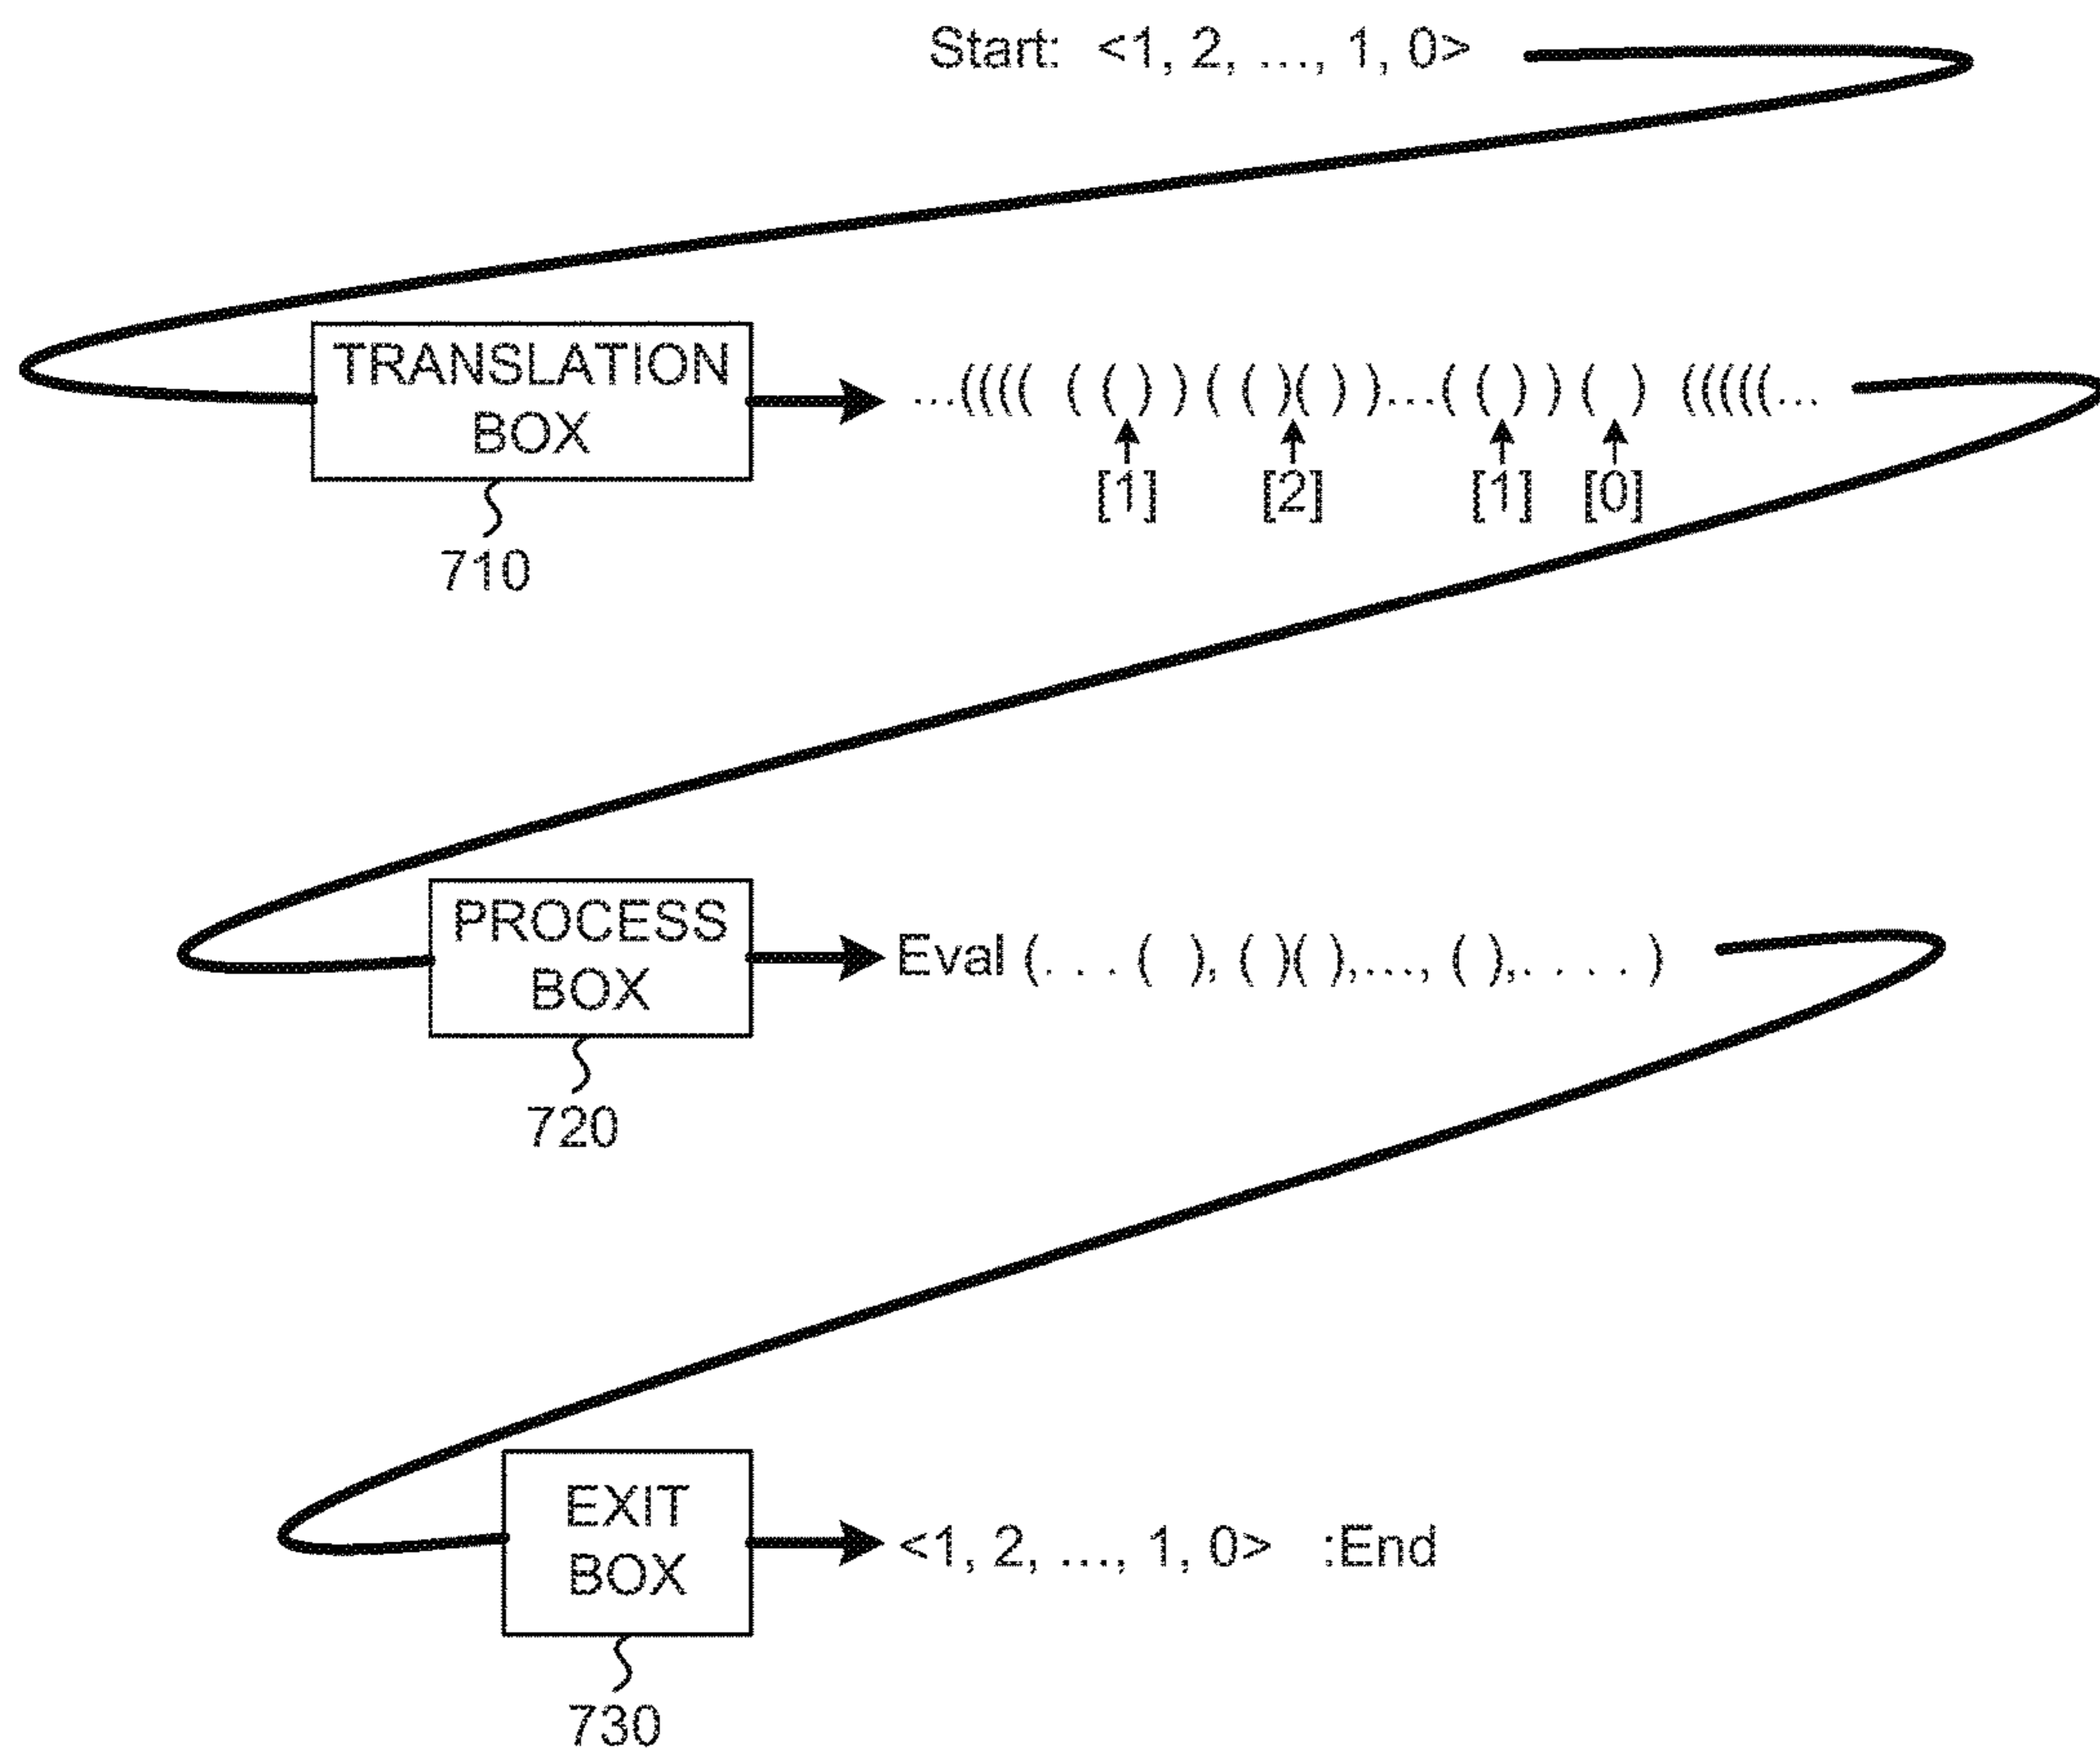 Start: <1, 2, ..., 1, 0>
TRANSLATION
BOX
...(((( ( ( ) ) ( ( )( ) )...( ( ) ) ( ) (((((...
[1] [2] [1] [0]
710
PROCESS
BOX
Eval (. . . ( ), ( )( ),..., ( ),. . . . )
720
EXIT
BOX
<1, 2, ..., 1, 0> :End
730